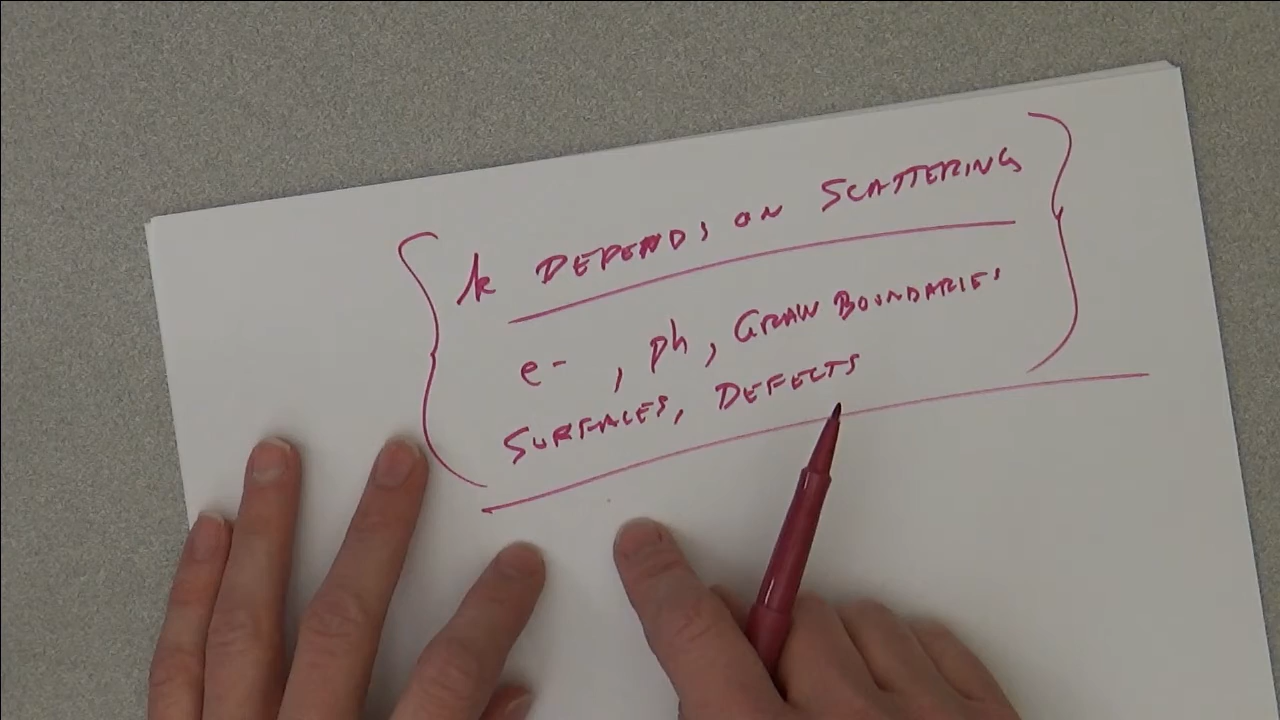 k DEPENDS ON SCATTERING
e- , ph, GRAIN BOUNDARIES
SURFACES, DEFECTS